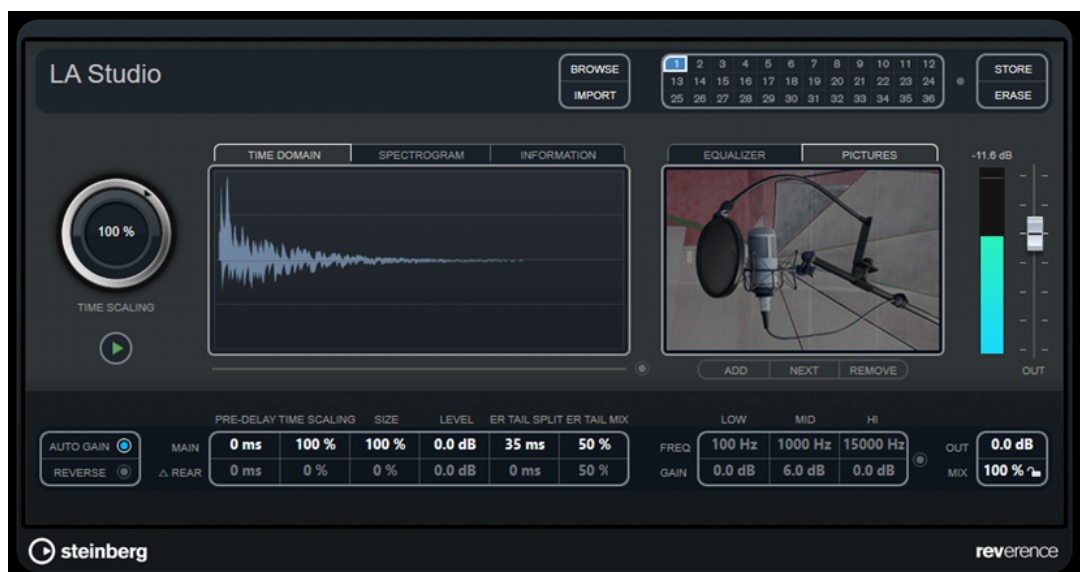 LA Studio
BROWSE
IMPORT
1 2 3 4 5 6 7 8 9 10 11 12
13 14 15 16 17 18 19 20 21 22 23 24
25 26 27 28 29 30 31 32 33 34 35 36
STORE
ERASE
TIME DOMAIN SPECTROGRAM INFORMATION
EQUALIZER PICTURES
-11.6 dB
100 %
TIME SCALING
ADD NEXT REMOVE
OUT
PRE-DELAY TIME SCALING SIZE LEVEL ER TAIL SPLIT ER TAIL MIX
LOW MID HI
AUTO GAIN
REVERSE
MAIN 0 ms 100 % 100 % 0.0 dB 35 ms 50 %
△ REAR 0 ms 0 % 0 % 0.0 dB 0 ms 50 %
FREQ 100 Hz 1000 Hz 15000 Hz
GAIN 0.0 dB 6.0 dB 0.0 dB
OUT 0.0 dB
MIX 100 %
steinberg
reverence